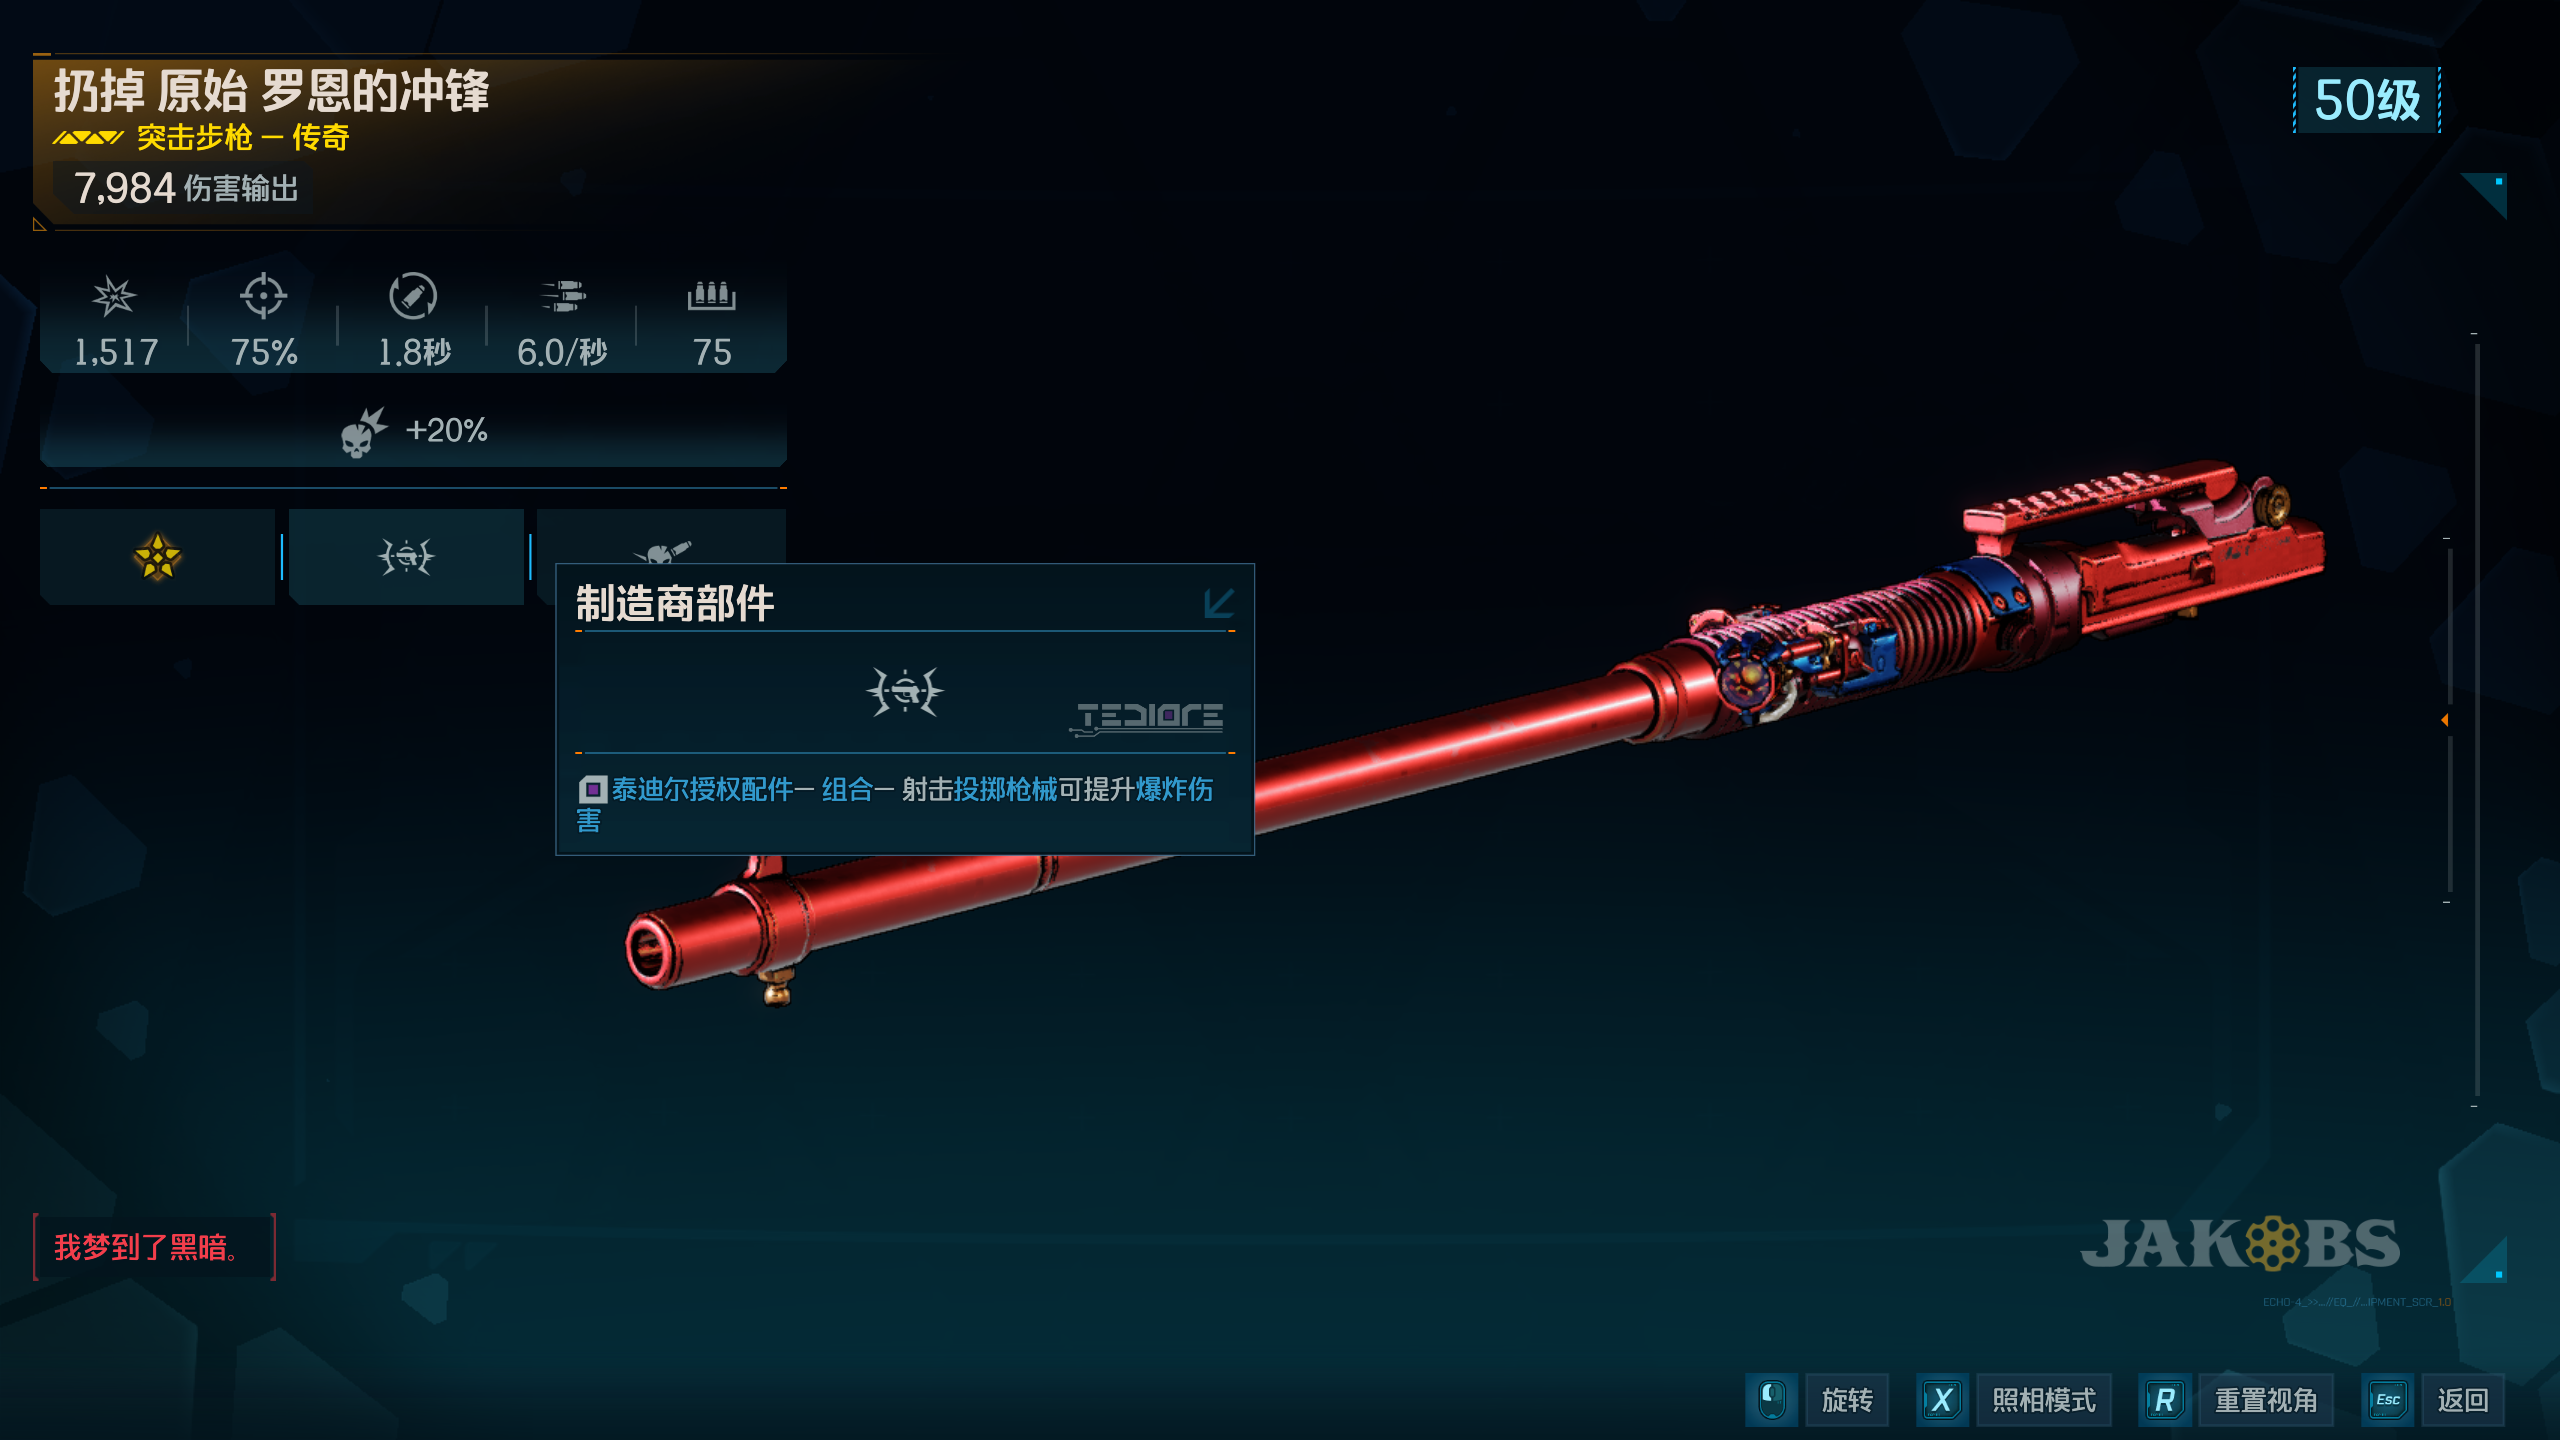 扔掉 原始 罗恩的冲锋
突击步枪 — 传奇
7,984 伤害输出
50级
1,517
75%
1.8秒
6.0/秒
75
+20%
制造商部件
TEDIORE
泰迪尔授权配件— 组合— 射击投掷枪械可提升爆炸伤
害
我梦到了黑暗。
JAKOBS
旋转
X 照相模式
R 重置视角
Esc 返回